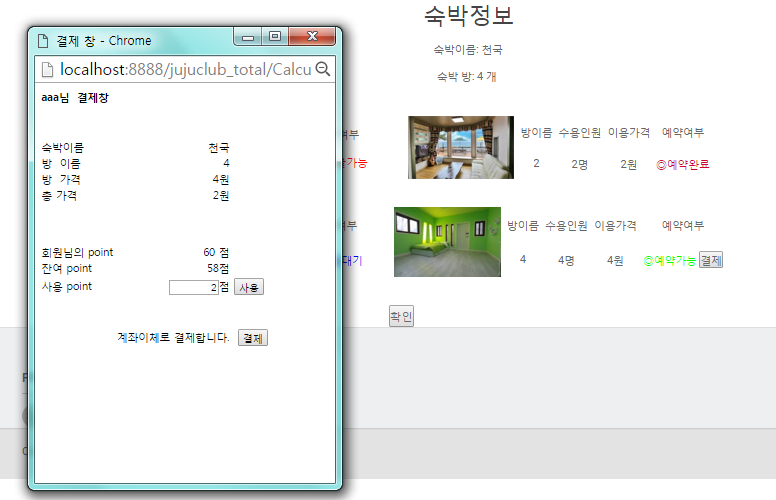 결제 창 - Chrome
localhost:8888/jujuclub_total/Calcu
aaa님 결제창
숙박이름 천국
방 이름 4
방 가격 4원
총 가격 2원
회원님의 point 60 점
잔여 point 58점
사용 point 2점 사용
계좌이체로 결제합니다. 결제
숙박정보
숙박이름: 천국
숙박 방: 4 개
여부
가능
방이름 수용인원 이용가격 예약여부
2 2명 2원 ◎예약완료
여부
대기
방이름 수용인원 이용가격 예약여부
4 4명 4원 ◎예약가능 결제
확인